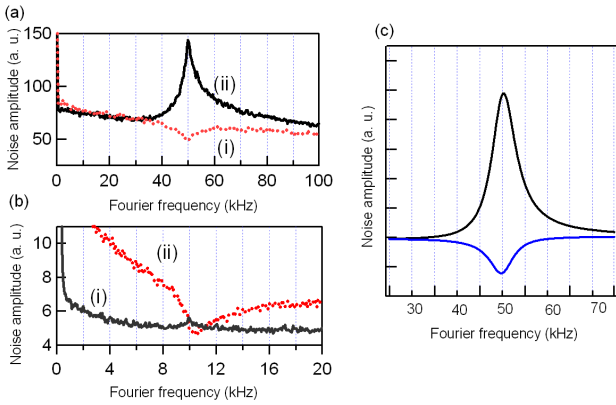 (a)
150
100
50
Noise amplitude (a. u.)
(ii)
(i)
0 20 40 60 80 100
Fourier frequency (kHz)
(b)
10
8
6
4
Noise amplitude (a. u.)
(ii)
(i)
0 4 8 12 16 20
Fourier frequency (kHz)
(c)
Noise amplitude (a. u.)
30 40 50 60 70
Fourier frequency (kHz)